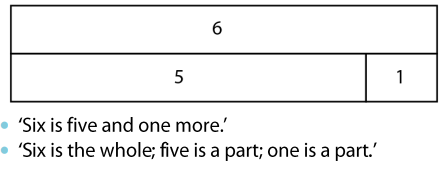 6
5 1
• ‘Six is five and one more.’
• ‘Six is the whole; five is a part; one is a part.’